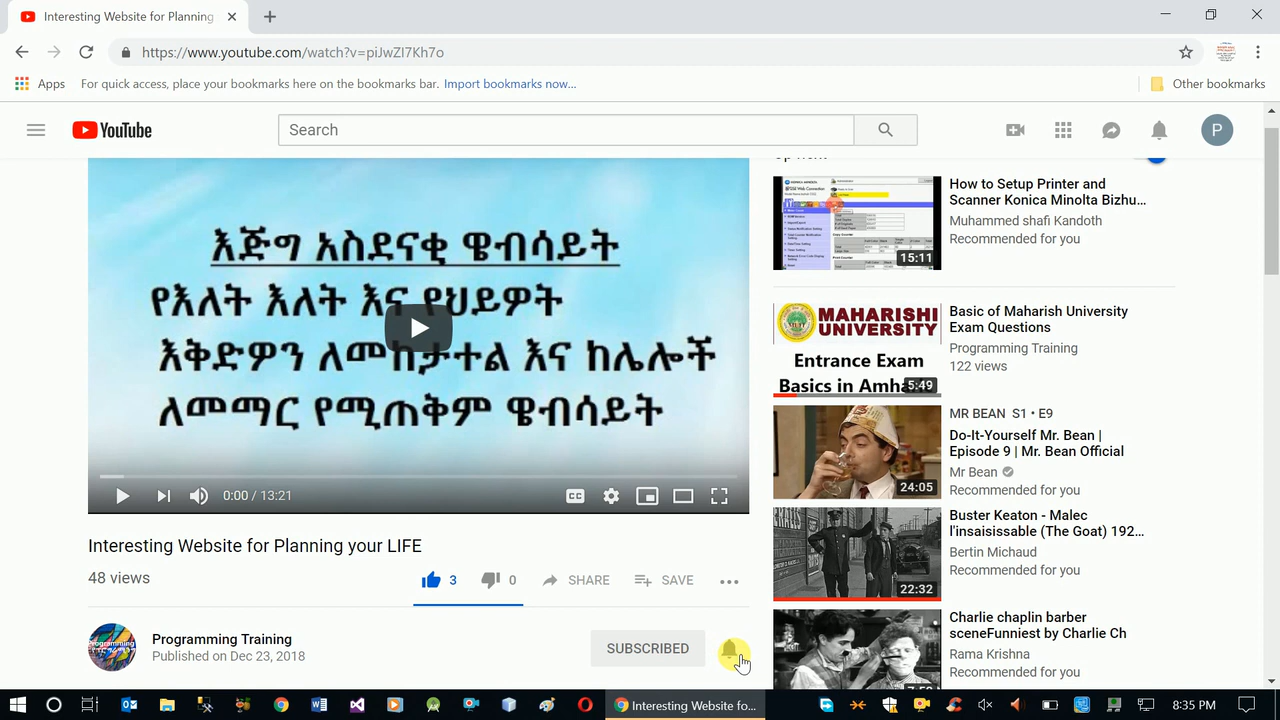 Interesting Website for Planning
https://www.youtube.com/watch?v=piJwZI7Kh7o
Apps For quick access, place your bookmarks here on the bookmarks bar. Import bookmarks now... Other bookmarks
YouTube
Search
P
እጅግ አስደናቂ ዌብሳይት
የእለት እለት እና የህይዎት
እቅድዎን ለመከታተል እና ከሌሎች
ለመማር የሚጠቅም ዌብሳይት
0:00 / 13:21
Interesting Website for Planning your LIFE
48 views
3 0 SHARE SAVE
Programming Training
Published on Dec 23, 2018
SUBSCRIBED
Up next
15:11
How to Setup Printer and
Scanner Konica Minolta Bizhu...
Muhammed shafi Kandoth
Recommended for you
MAHARISHI
UNIVERSITY
Entrance Exam
Basics in Amha
5:49
Basic of Maharish University
Exam Questions
Programming Training
122 views
24:05
MR BEAN S1 • E9
Do-It-Yourself Mr. Bean |
Episode 9 | Mr. Bean Official
Mr Bean
Recommended for you
22:32
Buster Keaton - Malec
l'insaisissable (The Goat) 192...
Bertin Michaud
Recommended for you
Charlie chaplin barber
sceneFunniest by Charlie Ch
Rama Krishna
Recommended for you
Interesting Website fo...
8:35 PM